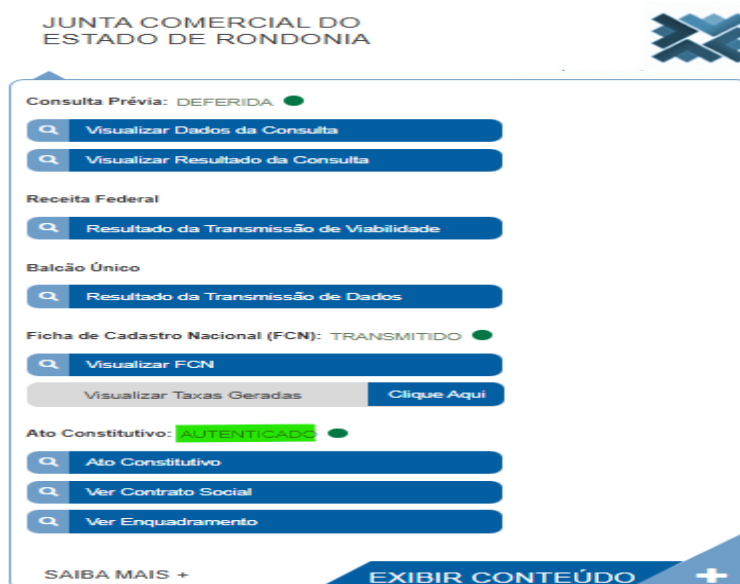 JUNTA COMERCIAL DO
ESTADO DE RONDONIA
Consulta Prévia: DEFERIDA
Visualizar Dados da Consulta
Visualizar Resultado da Consulta
Receita Federal
Resultado da Transmissão de Viabilidade
Balcão Único
Resultado da Transmissão de Dados
Ficha de Cadastro Nacional (FCN): TRANSMITIDO
Visualizar FCN
Visualizar Taxas Geradas Clique Aqui
Ato Constitutivo: AUTENTICADO
Ato Constitutivo
Ver Contrato Social
Ver Enquadramento
SAIBA MAIS + EXIBIR CONTEÚDO +